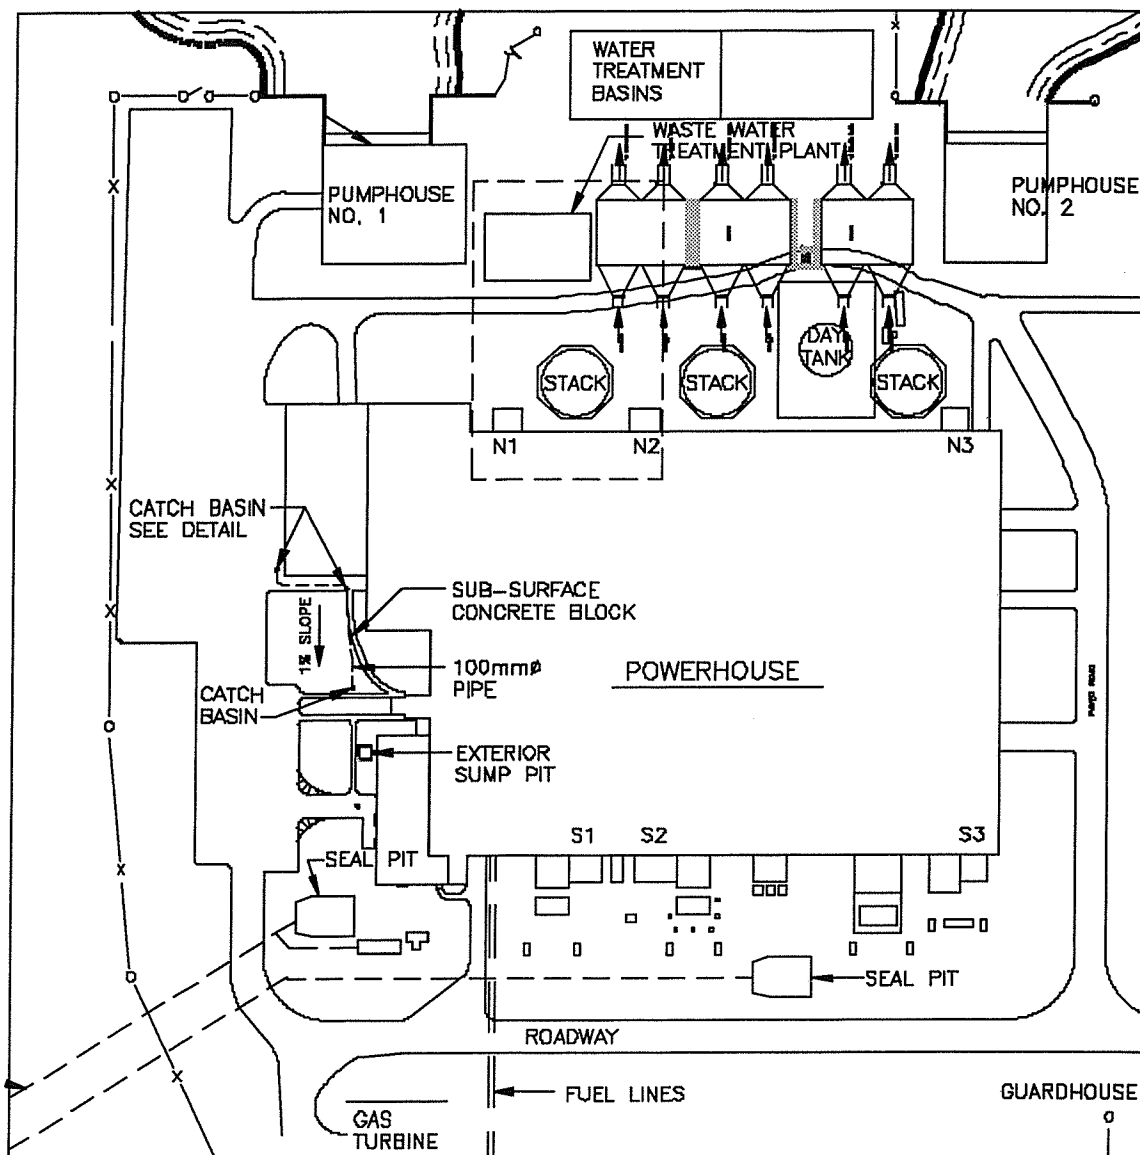 WATER
TREATMENT
BASINS
WASTE WATER
TREATMENT PLANT
PUMPHOUSE
NO. 1
PUMPHOUSE
NO. 2
DAY
TANK
STACK
STACK
STACK
N1
N2
N3
CATCH BASIN
SEE DETAIL
SUB-SURFACE
CONCRETE BLOCK
1% SLOPE
100mmø
PIPE
POWERHOUSE
CATCH
BASIN
EXTERIOR
SUMP PIT
S1
S2
S3
SEAL PIT
SEAL PIT
ROADWAY
FUEL LINES
GUARDHOUSE
GAS
TURBINE